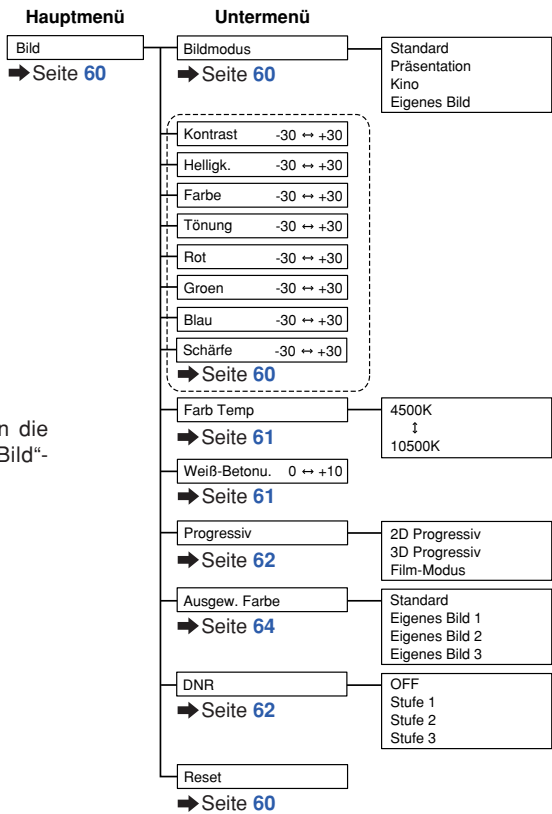 Hauptmenü Untermenü
Bild Bildmodus Standard
➡Seite 60 ➡Seite 60 Präsentation
Kino
Eigenes Bild
Kontrast -30 ↔ +30
Helligk. -30 ↔ +30
Farbe -30 ↔ +30
Tönung -30 ↔ +30
Rot -30 ↔ +30
Groen -30 ↔ +30
Blau -30 ↔ +30
Schärfe -30 ↔ +30
➡Seite 60
n die
Bild“-
Farb Temp 4500K
➡Seite 61 ↕
10500K
Weiß-Betonu. 0 ↔ +10
➡Seite 61
Progressiv 2D Progressiv
➡Seite 62 3D Progressiv
Film-Modus
Ausgew. Farbe Standard
➡Seite 64 Eigenes Bild 1
Eigenes Bild 2
Eigenes Bild 3
DNR OFF
➡Seite 62 Stufe 1
Stufe 2
Stufe 3
Reset
➡Seite 60